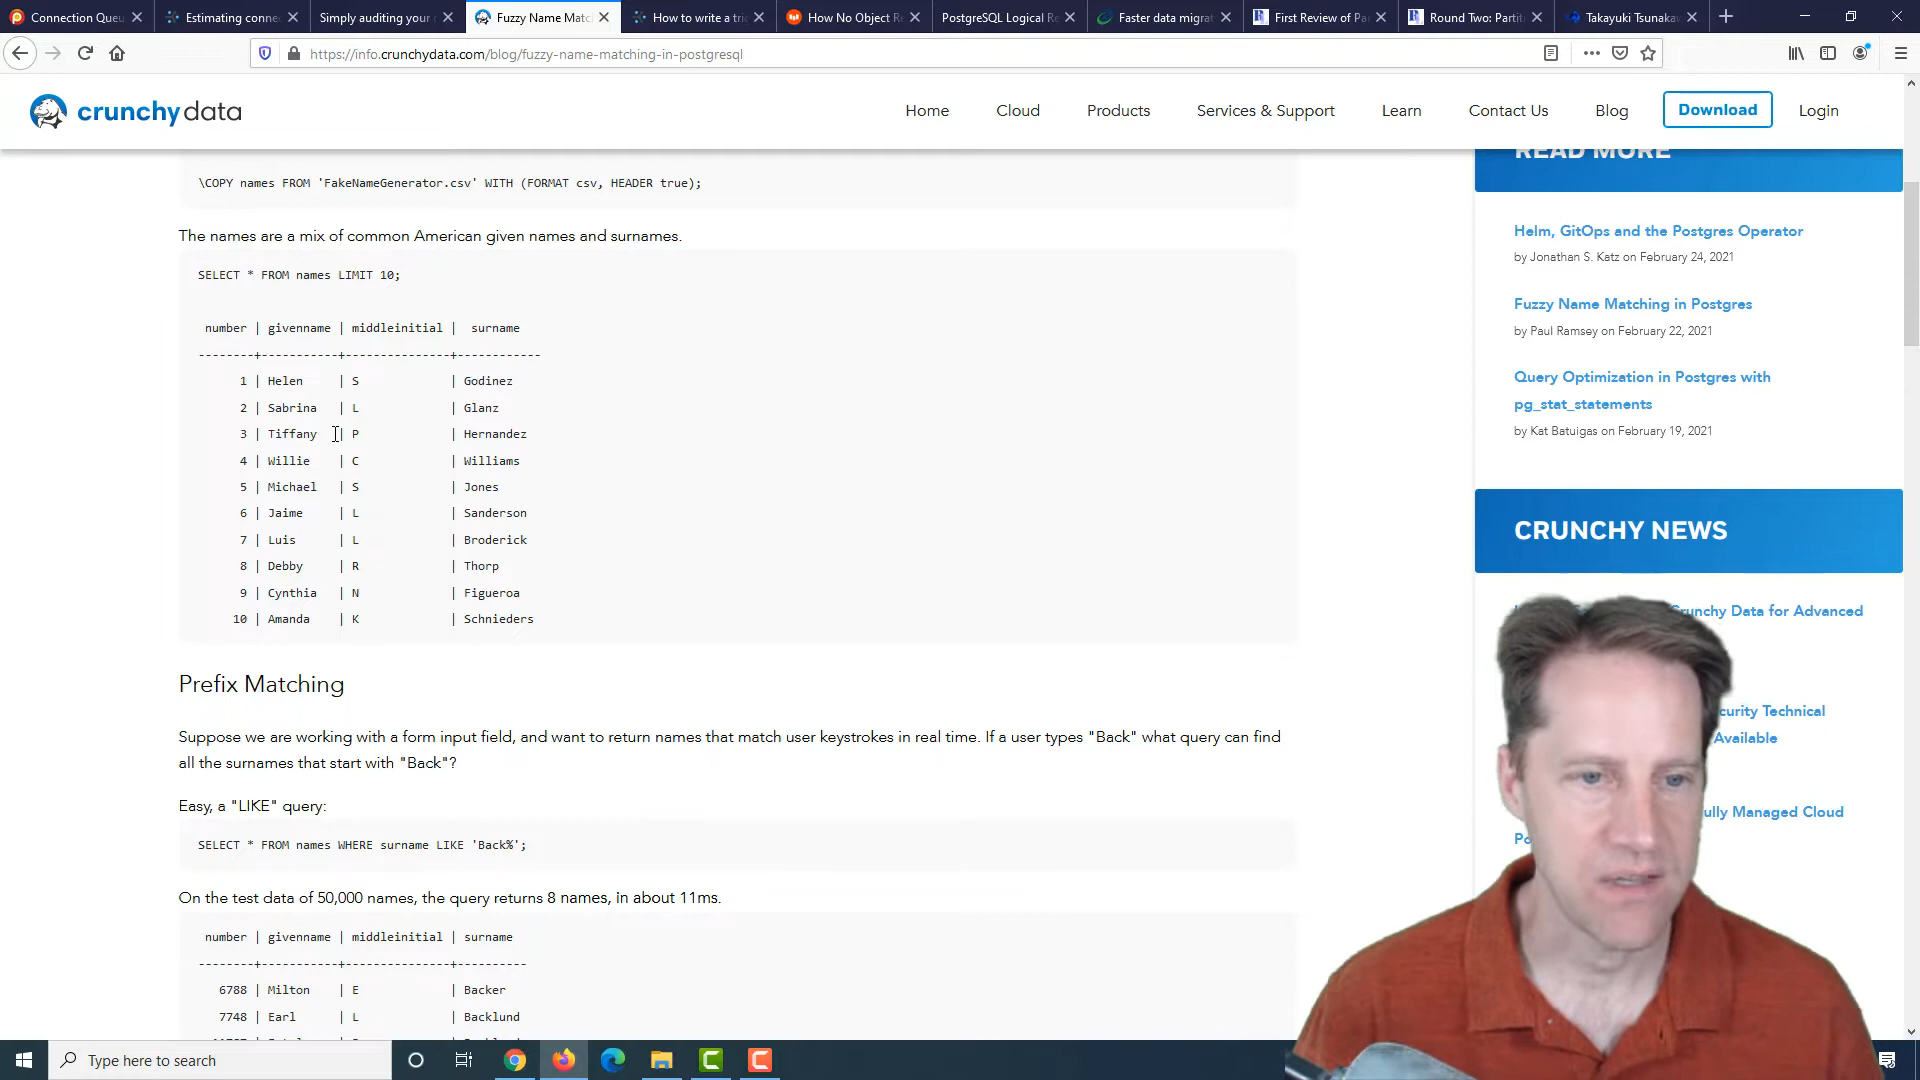 Connection Queu
Estimating conne
Simply auditing your
Fuzzy Name Matc
How to write a tri
How No Object Re
PostgreSQL Logical Re
Faster data migrat
First Review of Pa
Round Two: Partiti
Takayuki Tsunakaw
https://info.crunchydata.com/blog/fuzzy-name-matching-in-postgresql
crunchydata
Home
Cloud
Products
Services & Support
Learn
Contact Us
Blog
Download
Login
\COPY names FROM 'FakeNameGenerator.csv' WITH (FORMAT csv, HEADER true);
The names are a mix of common American given names and surnames.
SELECT * FROM names LIMIT 10;
number | givenname | middleinitial | surname
--------+-----------+---------------+------------
1 | Helen | S | Godinez
2 | Sabrina | L | Glanz
3 | Tiffany | P | Hernandez
4 | Willie | C | Williams
5 | Michael | S | Jones
6 | Jaime | L | Sanderson
7 | Luis | L | Broderick
8 | Debby | R | Thorp
9 | Cynthia | N | Figueroa
10 | Amanda | K | Schnieders
Prefix Matching
Suppose we are working with a form input field, and want to return names that match user keystrokes in real time. If a user types "Back" what query can find
all the surnames that start with "Back"?
Easy, a "LIKE" query:
SELECT * FROM names WHERE surname LIKE 'Back%';
On the test data of 50,000 names, the query returns 8 names, in about 11ms.
number | givenname | middleinitial | surname
--------+-----------+---------------+----------
6788 | Milton | E | Backer
7748 | Earl | L | Backlund
READ MORE
Helm, GitOps and the Postgres Operator
by Jonathan S. Katz on February 24, 2021
Fuzzy Name Matching in Postgres
by Paul Ramsey on February 22, 2021
Query Optimization in Postgres with
pg_stat_statements
by Kat Batuigas on February 19, 2021
CRUNCHY NEWS
Crunchy Data for Advanced
curity Technical
Available
ully Managed Cloud
Po
Type here to search